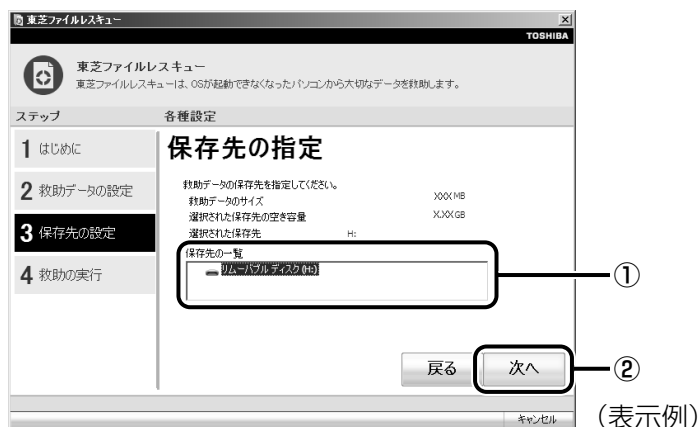 東芝ファイルレスキュー
TOSHIBA
東芝ファイルレスキュー
東芝ファイルレスキューは、OSが起動できなくなったパソコンから大切なデータを救助します。
ステップ
各種設定
1 はじめに
2 救助データの設定
3 保存先の設定
4 救助の実行
保存先の指定
救助データの保存先を指定してください。
救助データのサイズ XXX MB
選択された保存先の空き容量 X.XX GB
選択された保存先 H:
保存先の一覧
リムーバブル ディスク (H:)
①
戻る
次へ
②
キャンセル
(表示例)